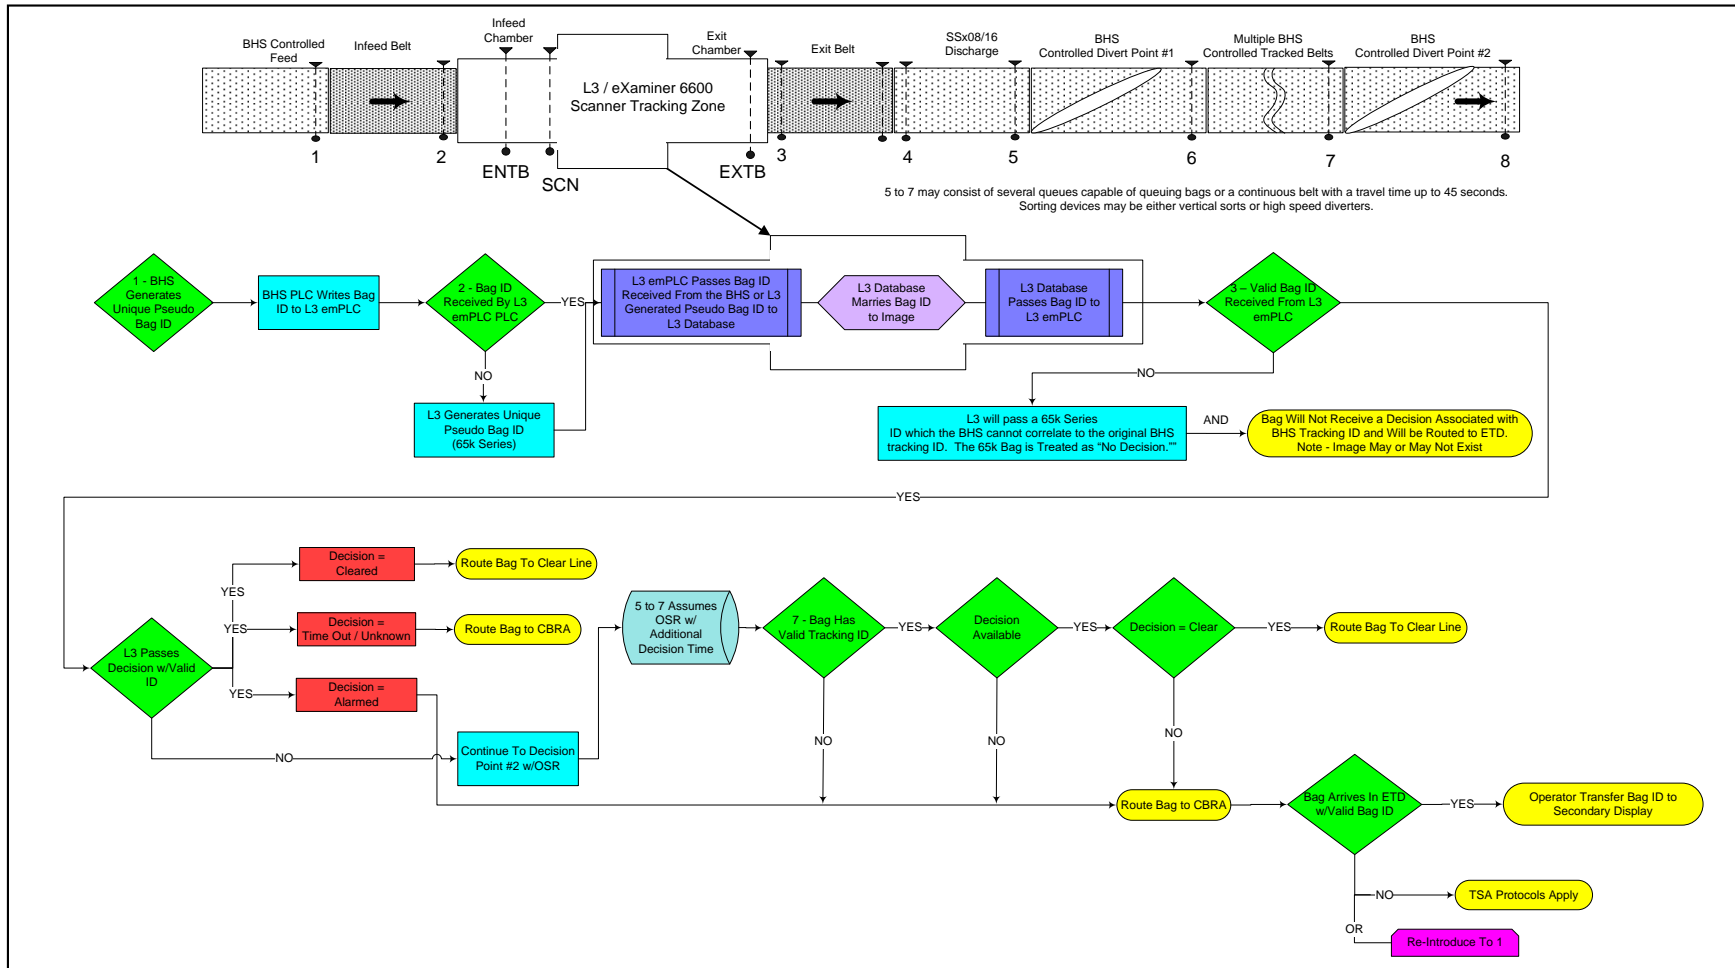 BHS Controlled
Feed
Infeed Belt
Infeed
Chamber
L3 / eXaminer 6600
Scanner Tracking Zone
Exit
Chamber
Exit Belt
SSx08/16
Discharge
BHS
Controlled Divert Point #1
Multiple BHS
Controlled Tracked Belts
BHS
Controlled Divert Point #2
1
2
ENTB
SCN
EXTB
3
4
5
6
7
8
5 to 7 may consist of several queues capable of queuing bags or a continuous belt with a travel time up to 45 seconds.
Sorting devices may be either vertical sorts or high speed diverters.
1 - BHS
Generates
Unique Pseudo
Bag ID
BHS PLC Writes Bag
ID to L3 emPLC
2 - Bag ID
Received By L3
emPLC PLC
YES
L3 emPLC Passes Bag ID
Received From the BHS or L3
Generated Pseudo Bag ID to
L3 Database
L3 Database
Marries Bag ID
to Image
L3 Database
Passes Bag ID to
L3 emPLC
3 – Valid Bag ID
Received From L3
emPLC
NO
L3 Generates Unique
Pseudo Bag ID
(65k Series)
NO
L3 will pass a 65k Series
ID which the BHS cannot correlate to the original BHS
tracking ID. The 65k Bag is Treated as “No Decision.””
AND
Bag Will Not Receive a Decision Associated with
BHS Tracking ID and Will be Routed to ETD.
Note - Image May or May Not Exist
YES
L3 Passes
Decision w/Valid
ID
YES
Decision =
Cleared
Route Bag To Clear Line
YES
Decision =
Time Out / Unknown
Route Bag to CBRA
YES
Decision =
Alarmed
NO
Continue To Decision
Point #2 w/OSR
5 to 7 Assumes
OSR w/
Additional
Decision Time
7 - Bag Has
Valid Tracking ID
YES
Decision
Available
YES
Decision = Clear
YES
Route Bag To Clear Line
NO
NO
NO
Route Bag to CBRA
Bag Arrives In ETD
w/Valid Bag ID
YES
Operator Transfer Bag ID to
Secondary Display
NO
TSA Protocols Apply
OR
Re-Introduce To 1